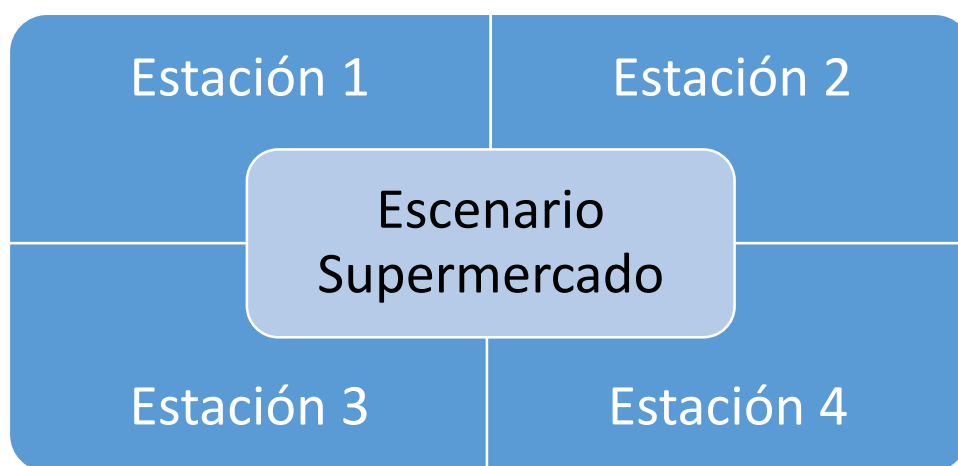 Estación 1
Estación 2
Escenario
Supermercado
Estación 3
Estación 4